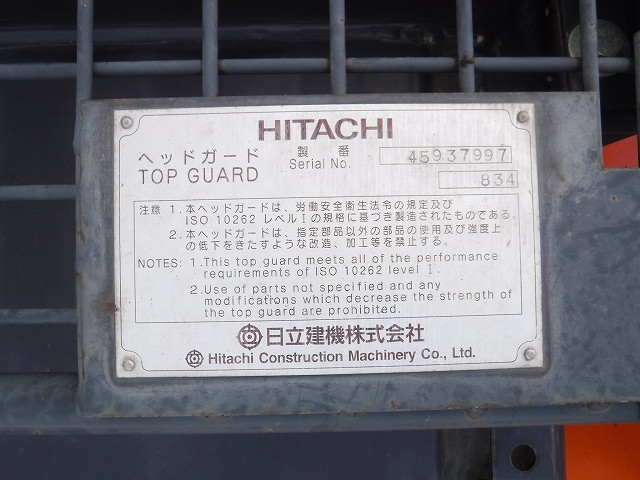 HITACHI
ヘッドガード 製番 45937997
TOP GUARD Serial No. 834
注意 1.本ヘッドガードは、労働安全衛生法令の規定及び
ISO 10262 レベルIの規格に基づき製造されたものである。
2.本ヘッドガードは、指定部品以外の部品の使用及び強度上
の低下をきたすような改造、加工等を禁止する。
NOTES: 1.This top guard meets all of the performance
requirements of ISO 10262 level I.
2.Use of parts not specified and any
modifications which decrease the strength of
the top guard are prohibited.
日立建機株式会社
Hitachi Construction Machinery Co., Ltd.